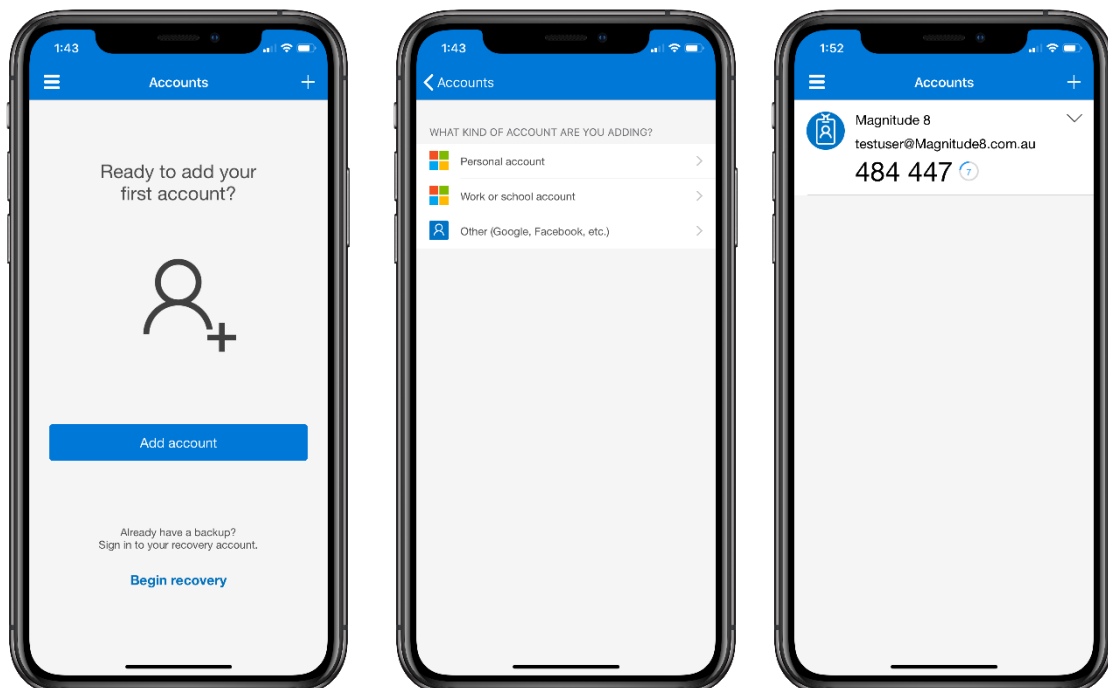 1:43
Accounts
Ready to add your
first account?
Add account
Already have a backup?
Sign in to your recovery account.
Begin recovery
1:43
Accounts
WHAT KIND OF ACCOUNT ARE YOU ADDING?
Personal account
Work or school account
Other (Google, Facebook, etc.)
1:52
Accounts
Magnitude 8
testuser@Magnitude8.com.au
484 447 7